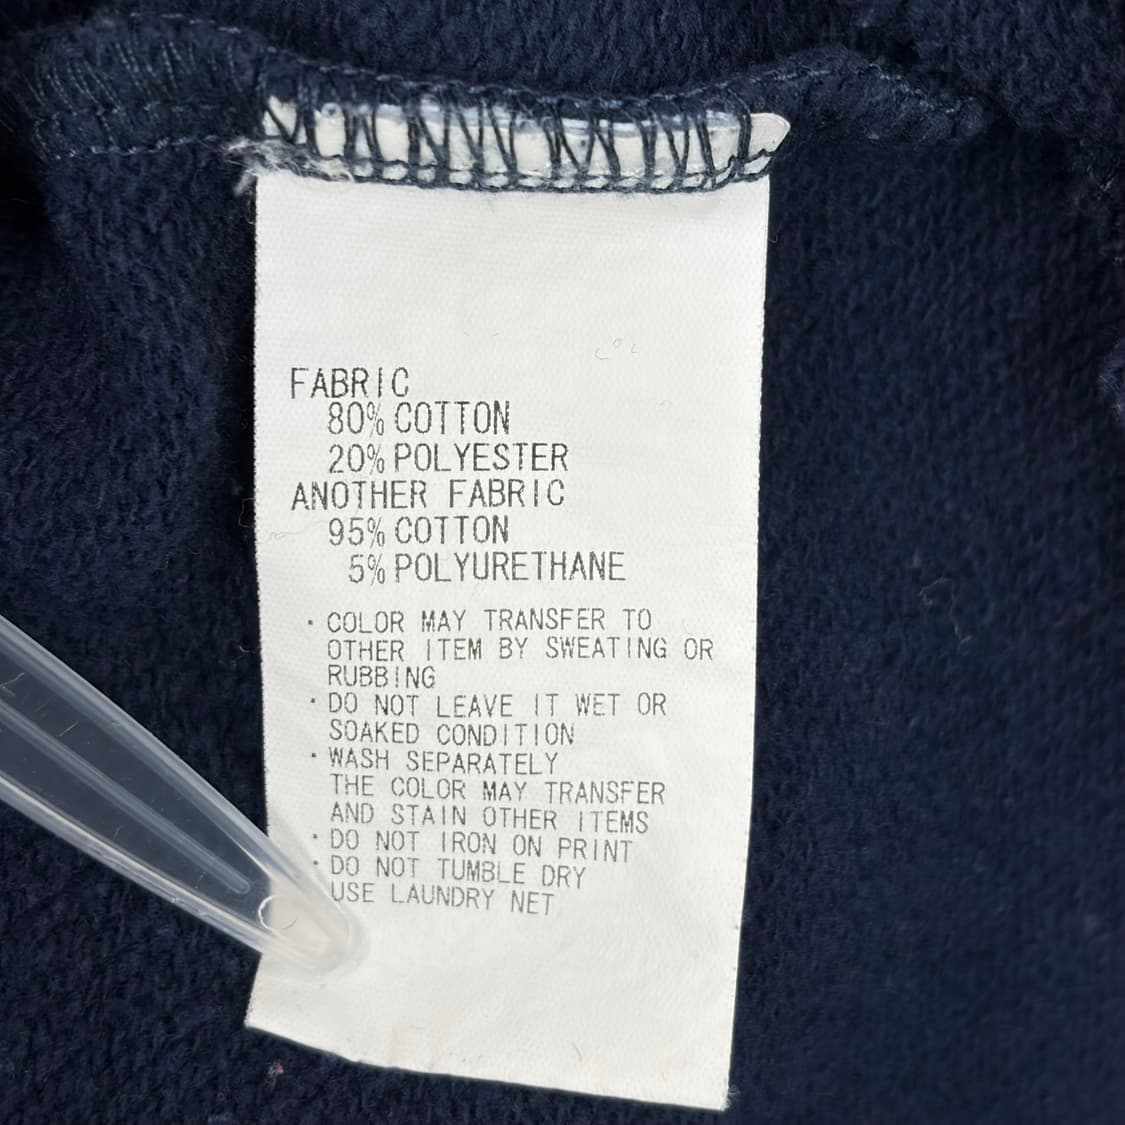 FABRIC
80% COTTON
20% POLYESTER
ANOTHER FABRIC
95% COTTON
5% POLYURETHANE
· COLOR MAY TRANSFER TO
OTHER ITEM BY SWEATING OR
RUBBING
· DO NOT LEAVE IT WET OR
SOAKED CONDITION
· WASH SEPARATELY
THE COLOR MAY TRANSFER
AND STAIN OTHER ITEMS
· DO NOT IRON ON PRINT
· DO NOT TUMBLE DRY
USE LAUNDRY NET